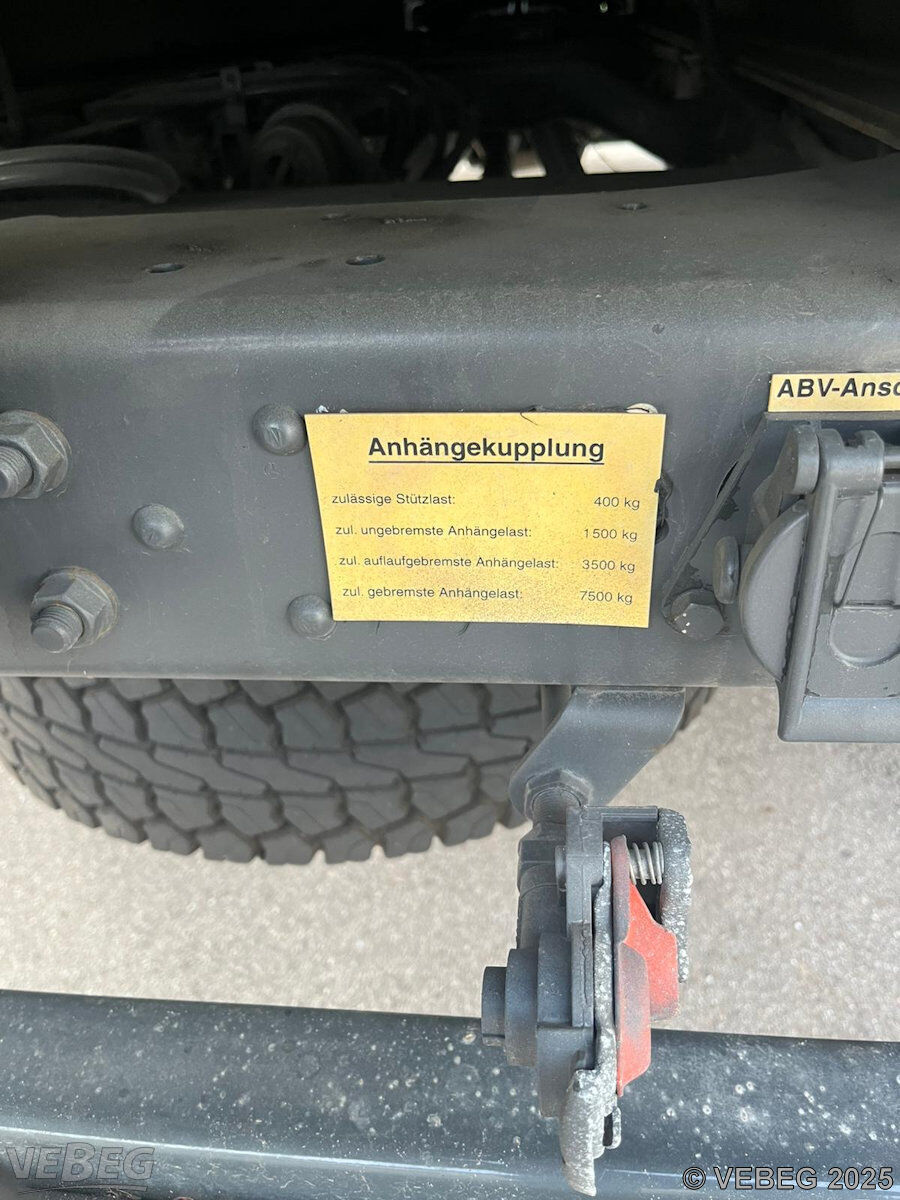 ABV-Ansc
Anhängekupplung
zulässige Stützlast: 400 kg
zul. ungebremste Anhängelast: 1500 kg
zul. auflaufgebremste Anhängelast: 3500 kg
zul. gebremste Anhängelast: 7500 kg
VEBEG
© VEBEG 2025